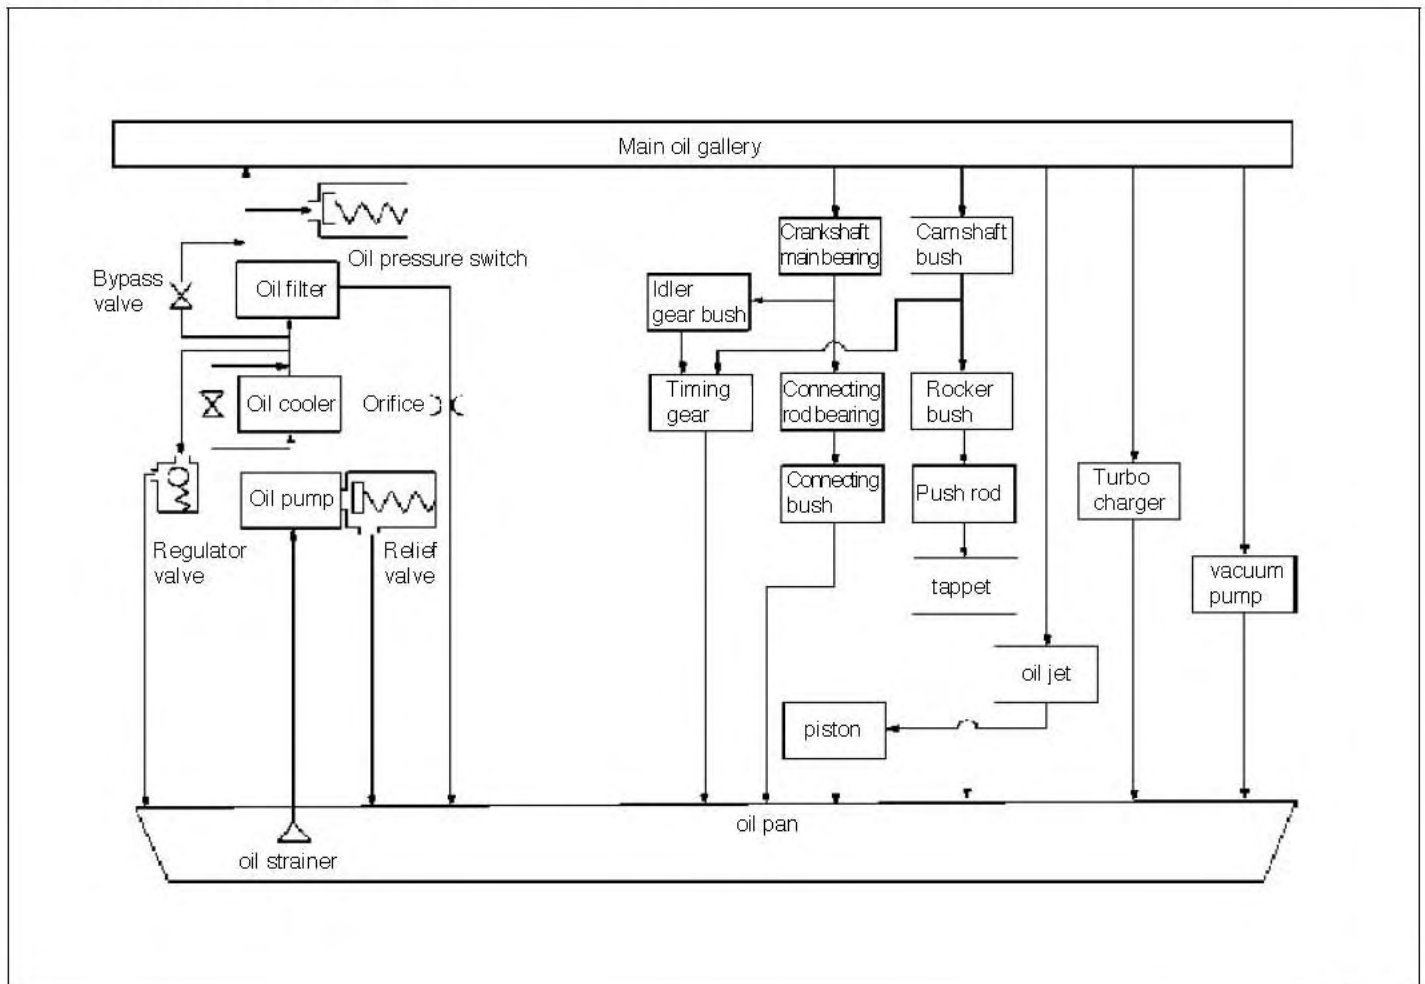 Main oil gallery
Oil pressure switch
Bypass
valve
Oil filter
Oil cooler
Orifice
Oil pump
Regulator
valve
Relief
valve
Crankshaft
main bearing
Camshaft
bush
Idler
gear bush
Timing
gear
Connecting
rod bearing
Rocker
bush
Connecting
bush
Push rod
tappet
Turbo
charger
vacuum
pump
oil jet
piston
oil pan
oil strainer